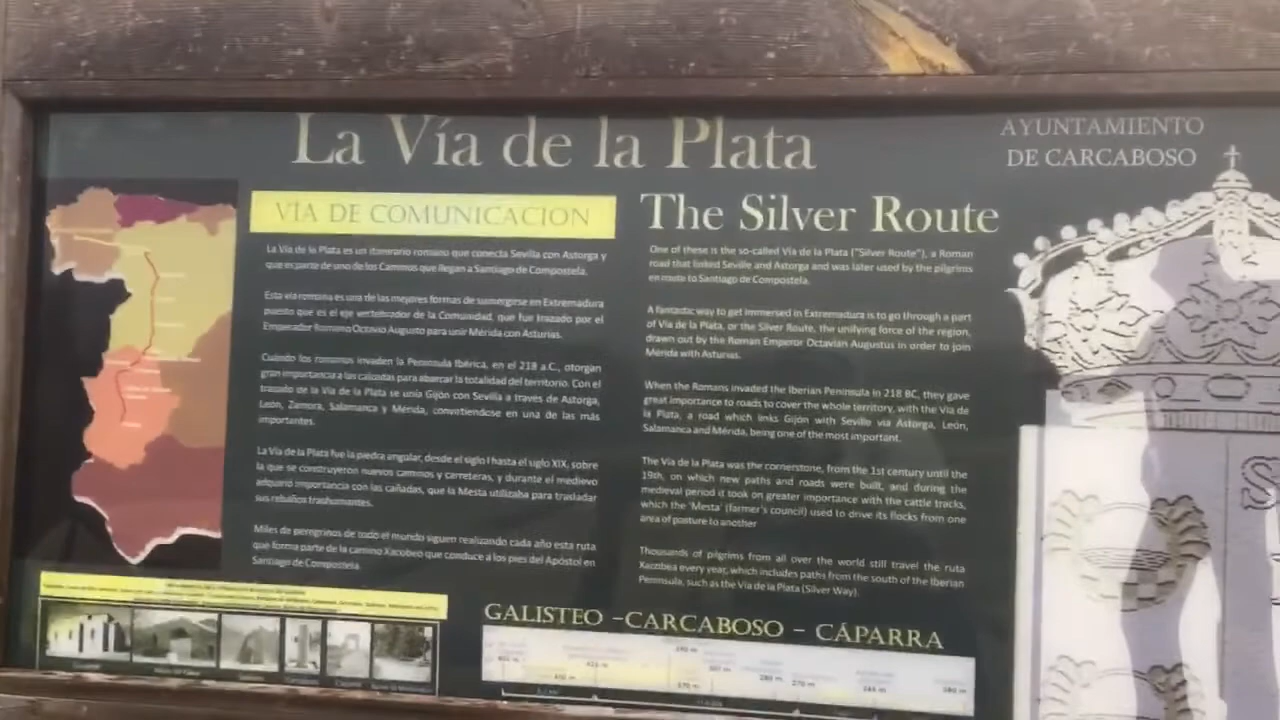 La Vía de la Plata
AYUNTAMIENTO
DE CARCABOSO
VÍA DE COMUNICACION
La Vía de la Plata es un itinerario romano que conecta Sevilla con Astorga y
que es parte de uno de los Caminos que llegan a Santiago de Compostela.
Esta vía romana es una de las mejores formas de sumergirse en Extremadura
puesto que es el eje vertebrador de la Comunidad, que fue trazado por el
Emperador Romano Octavio Augusto para unir Mérida con Asturias.
Cuando los romanos invaden la Península Ibérica, en el 218 a.C., otorgan
gran importancia a las calzadas para abarcar la totalidad del territorio. Con el
trazado de la Vía de la Plata se unía Gijón con Sevilla a través de Astorga,
León, Zamora, Salamanca y Mérida, convirtiendose en una de las más
importantes.
La Vía de la Plata fue la piedra angular, desde el siglo I hasta el siglo XIX, sobre
la que se construyeron nuevos caminos y carreteras, y durante el medievo
adquirió importancia con las cañadas, que la Mesta utilizaba para trasladar
sus rebaños trashumantes.
Miles de peregrinos de todo el mundo siguen realizando cada año esta ruta
que forma parte de la camino Xacobeo que conduce a los pies del Apóstol en
Santiago de Compostela.
The Silver Route
One of these is the so-called Vía de la Plata ("Silver Route"), a Roman
road that linked Seville and Astorga and was later used by the pilgrims
en route to Santiago de Compostela.
A fantastic way to get immersed in Extremadura is to go through a part
of Vía de la Plata, or the Silver Route, the unifying force of the region,
drawn out by the Roman Emperor Octavian Augustus in order to join
Mérida with Asturias.
When the Romans invaded the Iberian Peninsula in 218 BC, they gave
great importance to roads to cover the whole territory, with the Vía de
la Plata, a road which links Gijón with Seville via Astorga, León,
Salamanca and Mérida, being one of the most important.
The Vía de la Plata was the cornerstone, from the 1st century until the
19th, on which new paths and roads were built, and during the
medieval period it took on greater importance with the cattle tracks,
which the 'Mesta' (farmer's council) used to drive its flocks from one
area of pasture to another
Thousands of pilgrims from all over the world still travel the ruta
Xacobea every year, which includes paths from the south of the Iberian
Peninsula, such as the Vía de la Plata (Silver Way).
GALISTEO –CARCABOSO – CÁPARRA